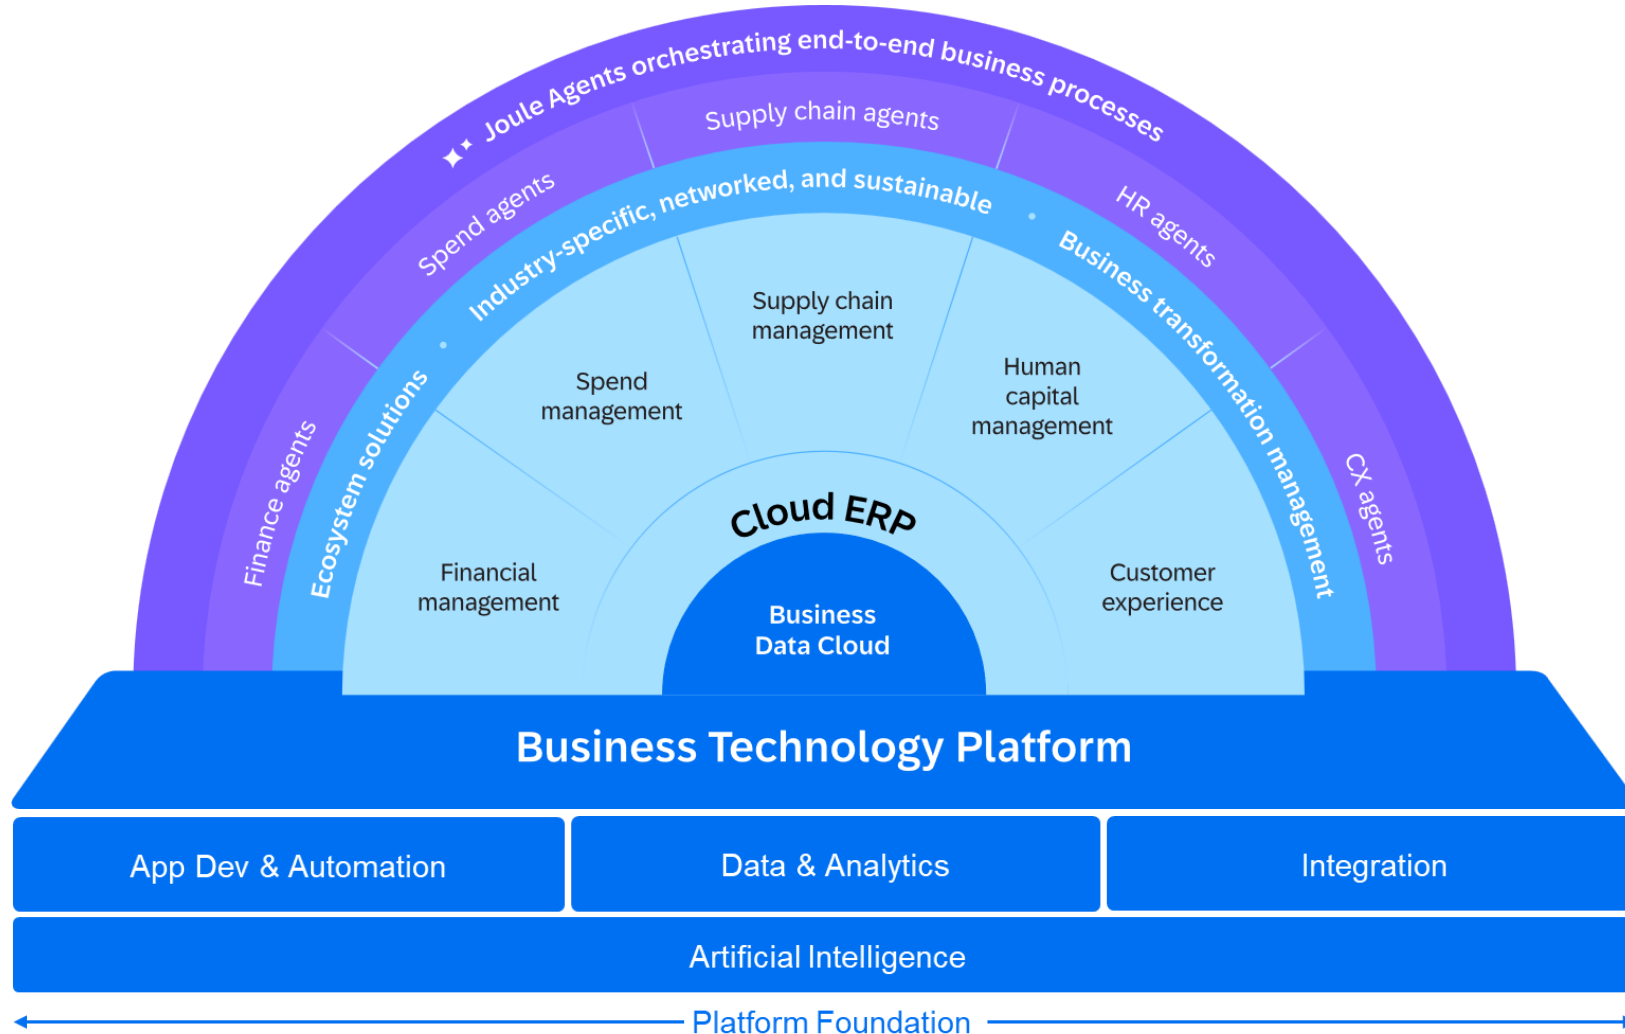 Joule Agents orchestrating end-to-end business processes
Finance agents
Spend agents
Supply chain agents
HR agents
CX agents
Ecosystem solutions
Industry-specific, networked, and sustainable
Business transformation management
Financial
management
Spend
management
Supply chain
management
Human
capital
management
Customer
experience
Cloud ERP
Business
Data Cloud
Business Technology Platform
App Dev & Automation
Data & Analytics
Integration
Artificial Intelligence
Platform Foundation